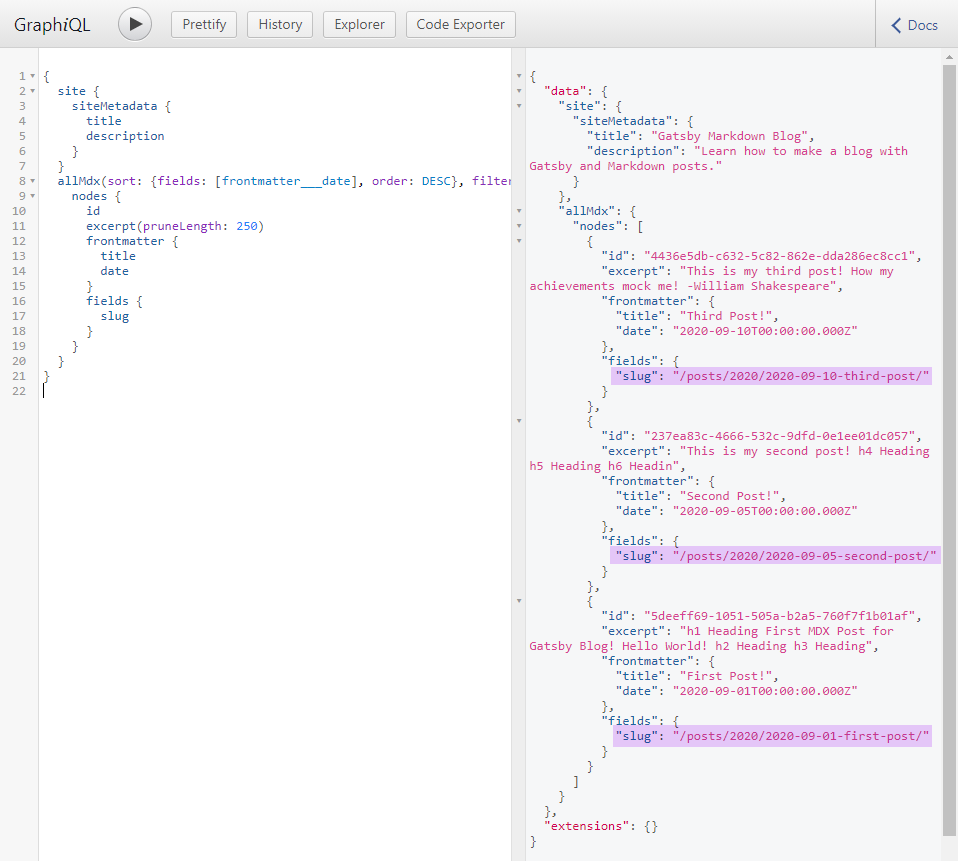 GraphiQL
Prettify
History
Explorer
Code Exporter
Docs
1 {
2 site {
3 siteMetadata {
4 title
5 description
6 }
7 }
8 allMdx(sort: {fields: [frontmatter___date], order: DESC}, filter
9 nodes {
10 id
11 excerpt(pruneLength: 250)
12 frontmatter {
13 title
14 date
15 }
16 fields {
17 slug
18 }
19 }
20 }
21 }
22
{
"data": {
"site": {
"siteMetadata": {
"title": "Gatsby Markdown Blog",
"description": "Learn how to make a blog with
Gatsby and Markdown posts."
}
},
"allMdx": {
"nodes": [
{
"id": "4436e5db-c632-5c82-862e-dda286ec8cc1",
"excerpt": "This is my third post! How my
achievements mock me! -William Shakespeare",
"frontmatter": {
"title": "Third Post!",
"date": "2020-09-10T00:00:00.000Z"
},
"fields": {
"slug": "/posts/2020/2020-09-10-third-post/"
}
},
{
"id": "237ea83c-4666-532c-9dfd-0e1ee01dc057",
"excerpt": "This is my second post! h4 Heading
h5 Heading h6 Headin",
"frontmatter": {
"title": "Second Post!",
"date": "2020-09-05T00:00:00.000Z"
},
"fields": {
"slug": "/posts/2020/2020-09-05-second-post/"
}
},
{
"id": "5deeff69-1051-505a-b2a5-760f7f1b01af",
"excerpt": "h1 Heading First MDX Post for
Gatsby Blog! Hello World! h2 Heading h3 Heading",
"frontmatter": {
"title": "First Post!",
"date": "2020-09-01T00:00:00.000Z"
},
"fields": {
"slug": "/posts/2020/2020-09-01-first-post/"
}
}
]
}
},
"extensions": {}
}